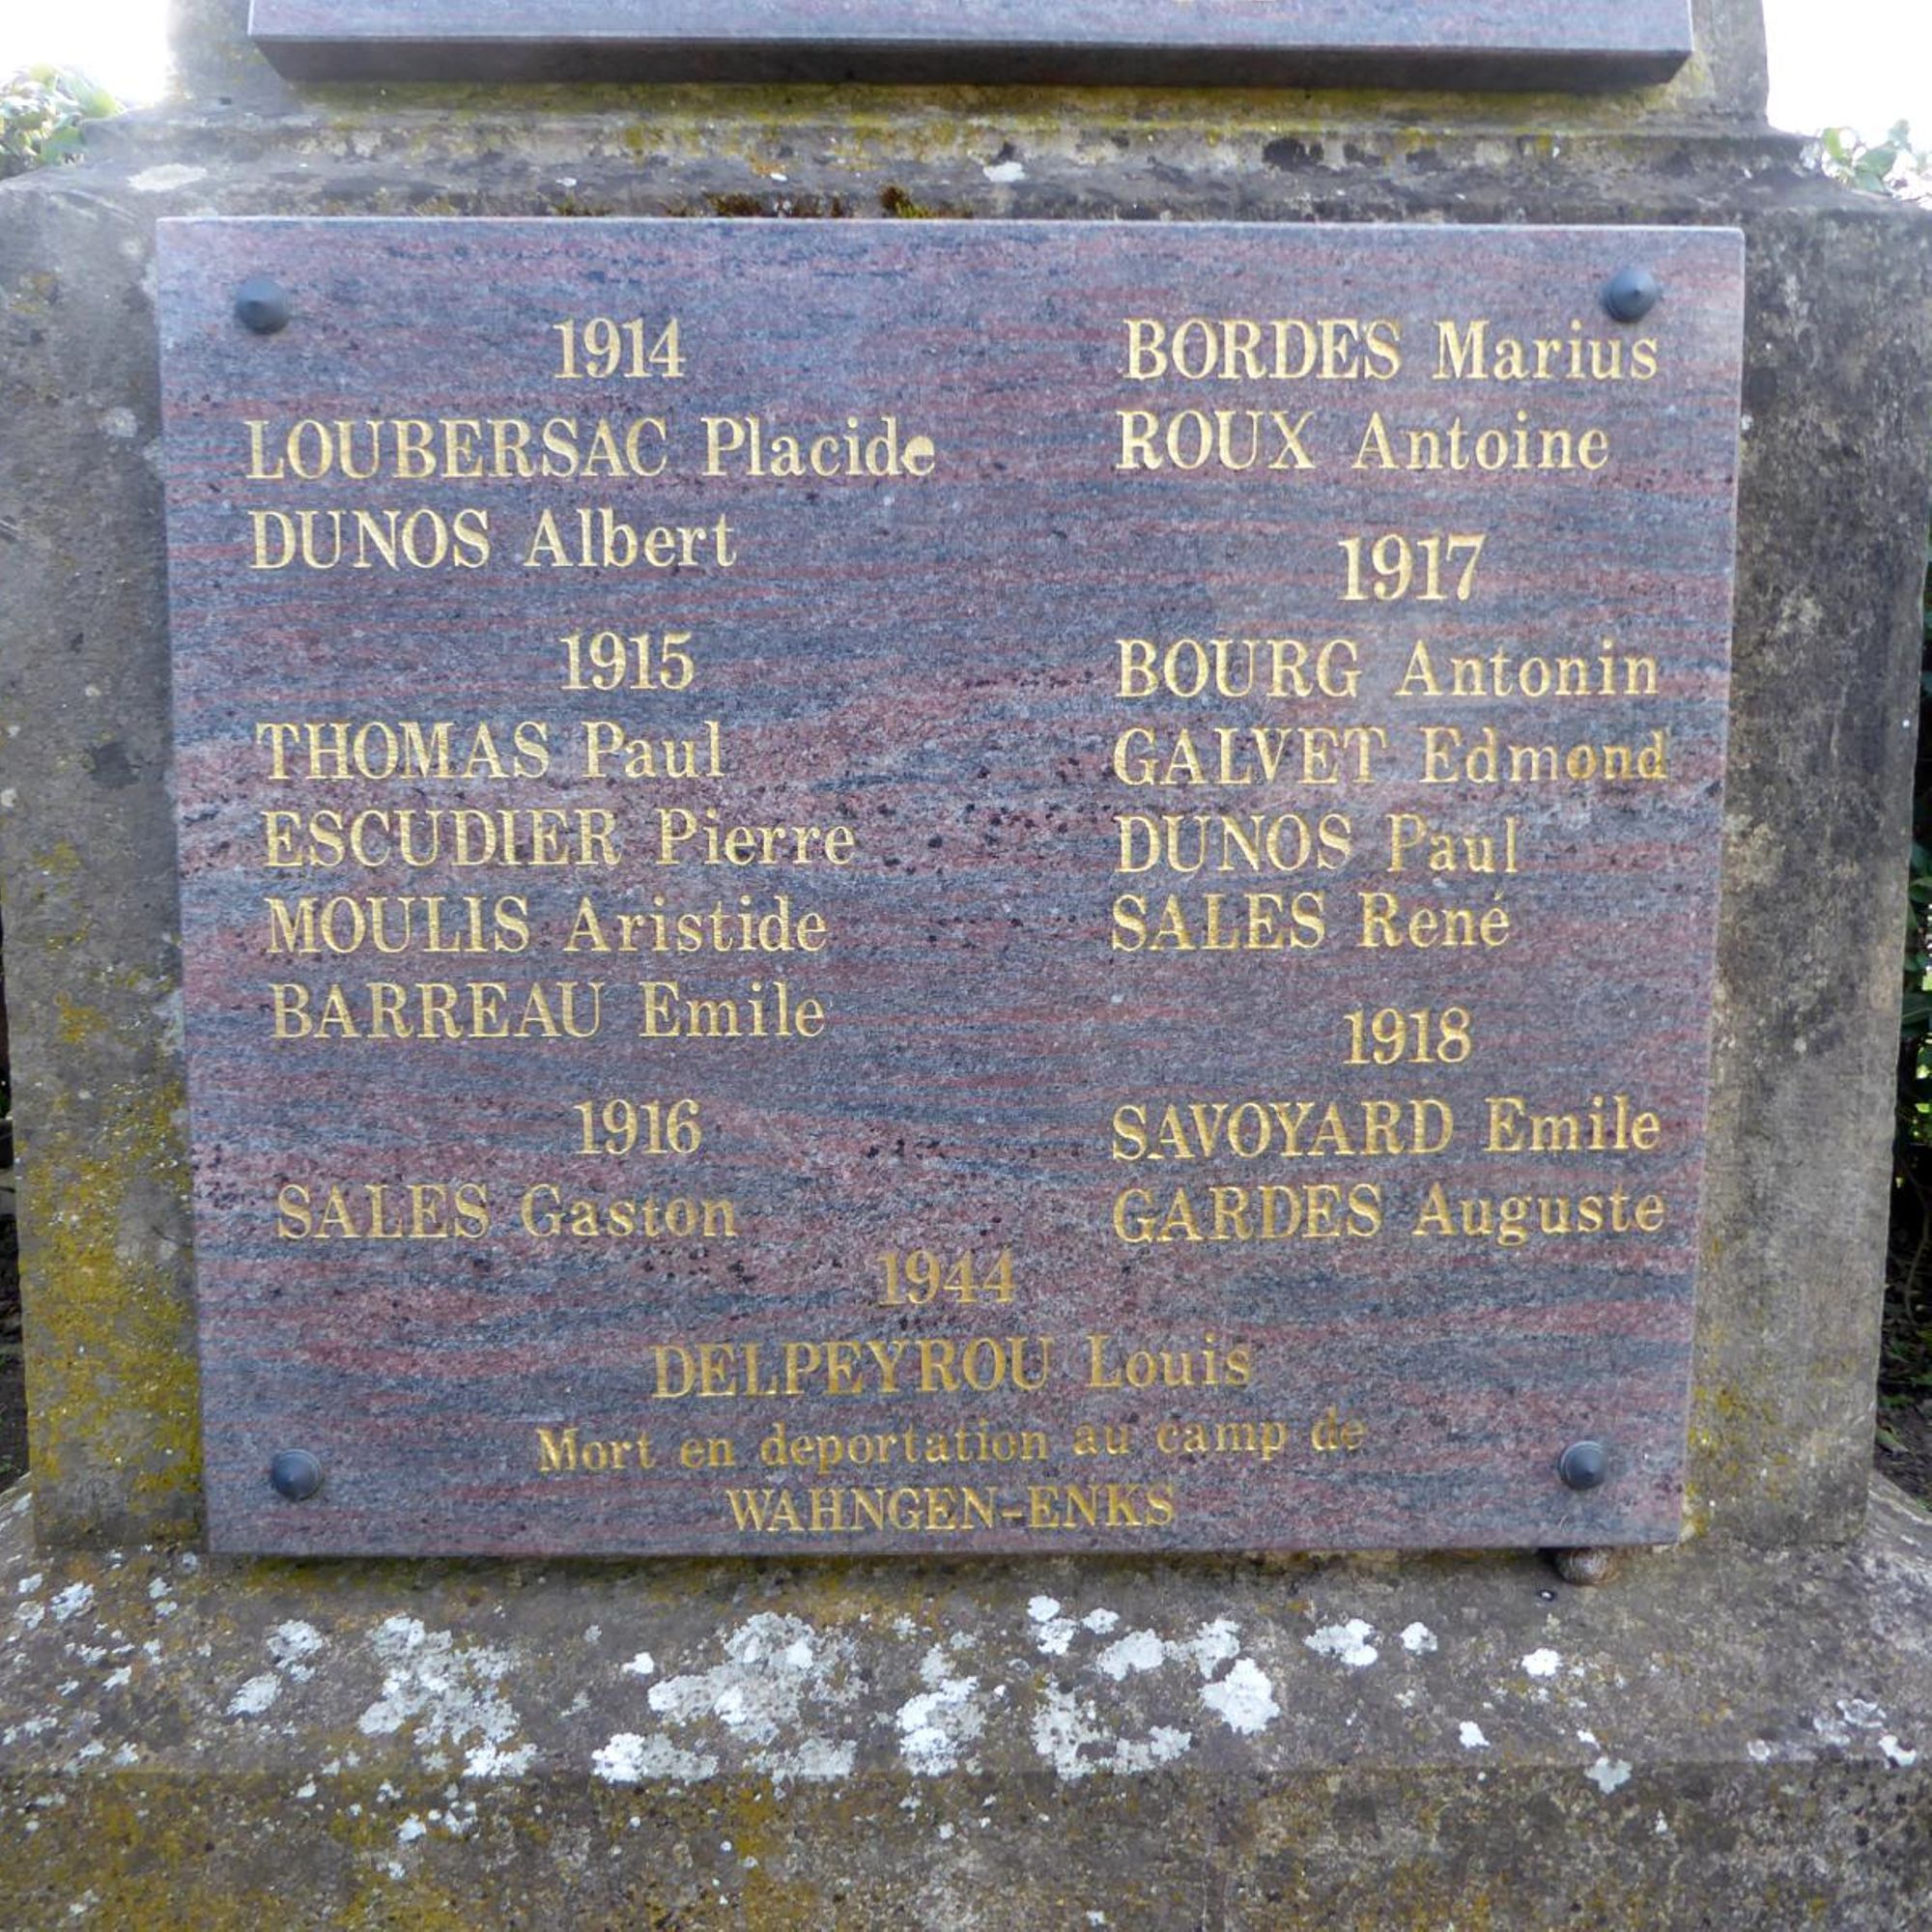 1914
LOUBERSAC Placide
DUNOS Albert
1915
THOMAS Paul
ESCUDIER Pierre
MOULIS Aristide
BARREAU Emile
1916
SALES Gaston
BORDES Marius
ROUX Antoine
1917
BOURG Antonin
GALVET Edmond
DUNOS Paul
SALES René
1918
SAVOYARD Emile
GARDES Auguste
1944
DELPEYROU Louis
Mort en deportation au camp de
WAHNGEN-ENKS